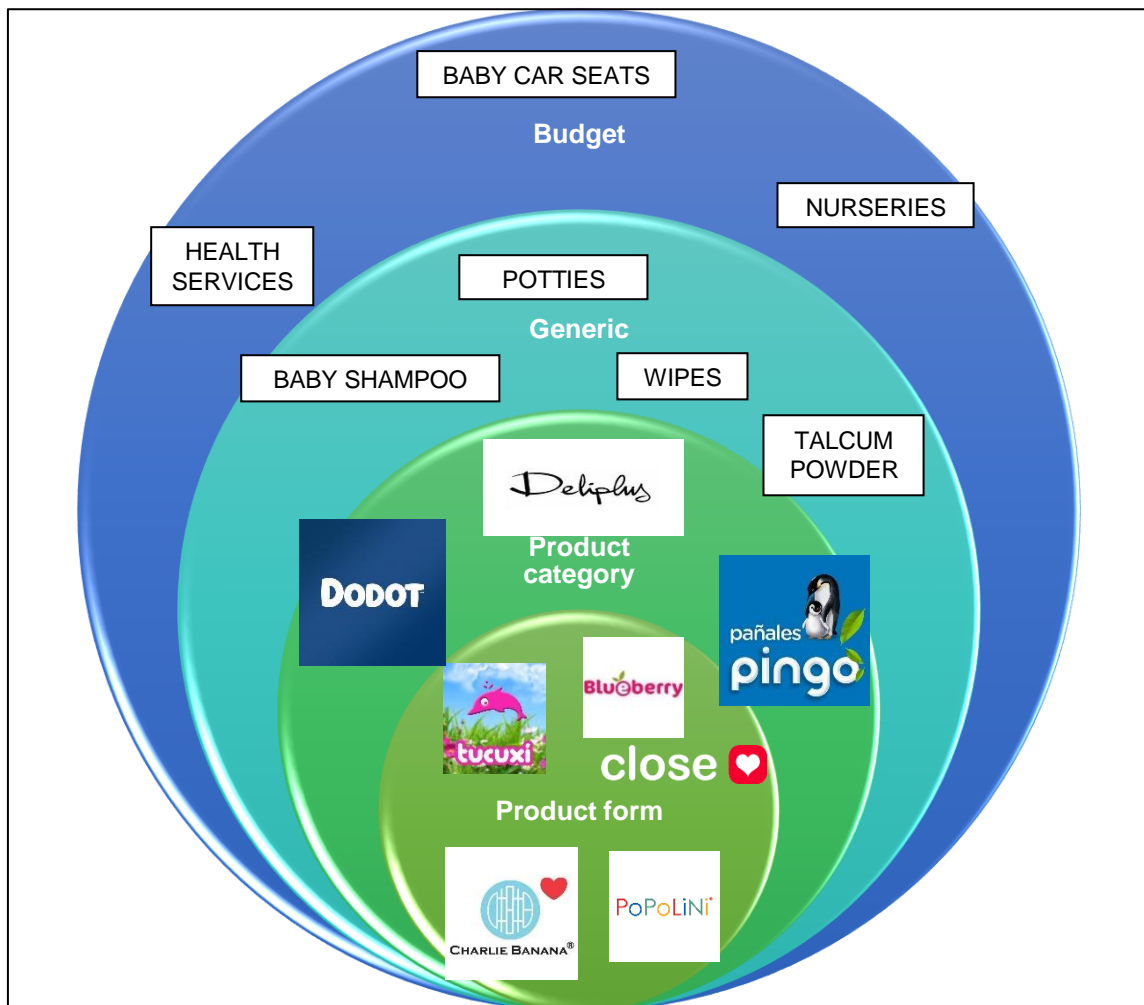 BABY CAR SEATS
Budget
NURSERIES
HEALTH
SERVICES
POTTIES
Generic
BABY SHAMPOO
WIPES
TALCUM
POWDER
Deliplus
Product
category
DODOT
pañales
pingo
Blueberry
tucuxi
close
Product form
CHARLIE BANANA®
PoPoLiNi